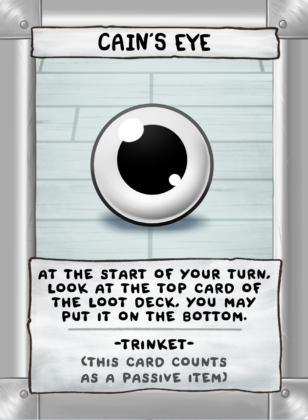 CAIN'S EYE
AT THE START OF YOUR TURN,
LOOK AT THE TOP CARD OF
THE LOOT DECK, YOU MAY
PUT IT ON THE BOTTOM.
-TRINKET-
(THIS CARD COUNTS
AS A PASSIVE ITEM)